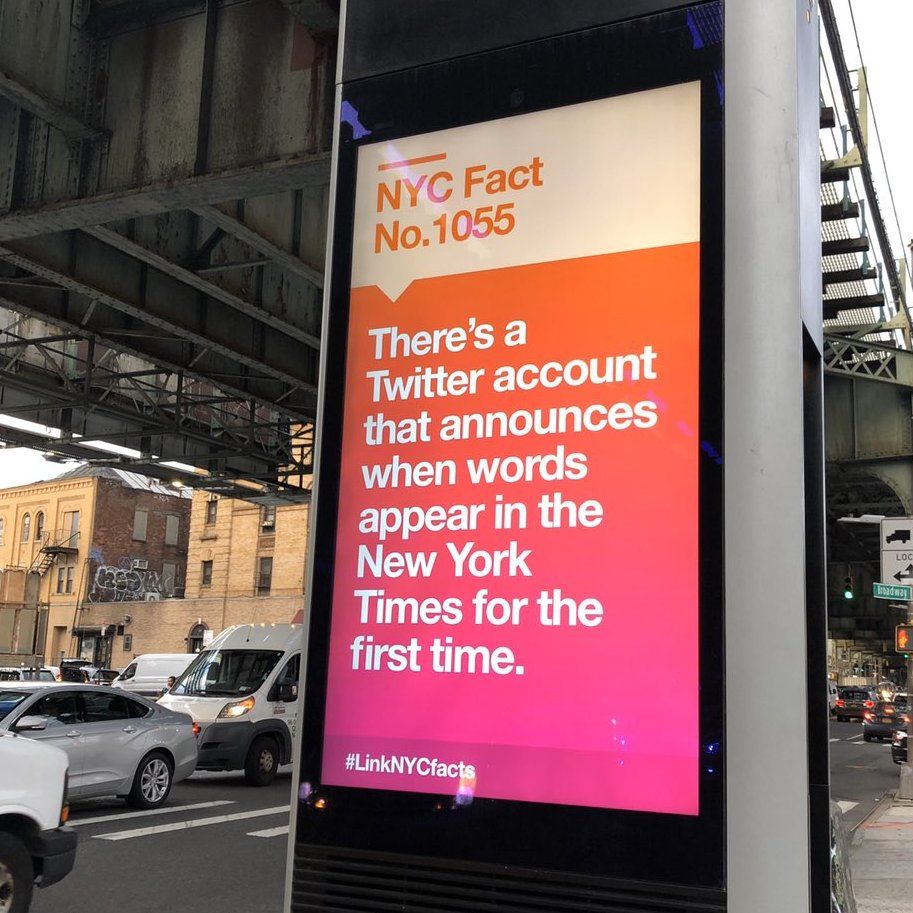 NYC Fact
No.1055
There's a
Twitter account
that announces
when words
appear in the
New York
Times for the
first time.
#LinkNYCfacts
Broadway